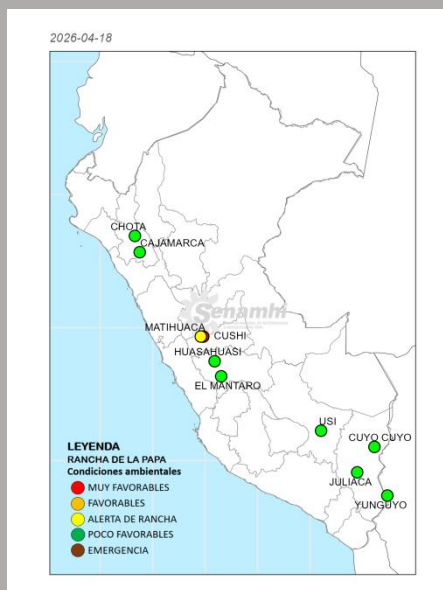 2026-04-18
CHOTA
CAJAMARCA
Senamhi
MATIHUACA
CUSHI
HUASAHUASI
EL MANTARO
USI
CUYO CUYO
JULIACA
YUNGUYO
LEYENDA
RANCHA DE LA PAPA
Condiciones ambientales
MUY FAVORABLES
FAVORABLES
ALERTA DE RANCHA
POCO FAVORABLES
EMERGENCIA